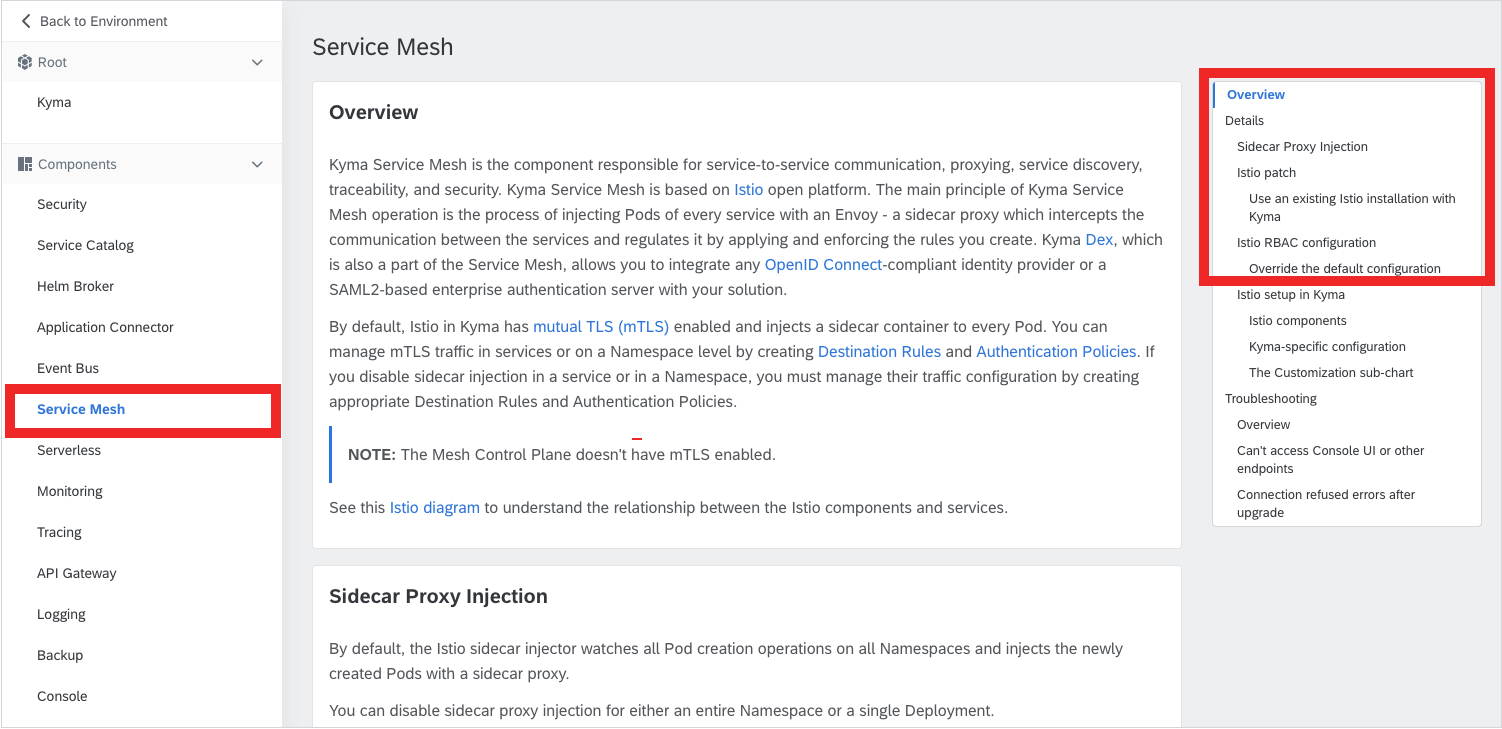 Back to Environment
Root
Kyma
Components
Security
Service Catalog
Helm Broker
Application Connector
Event Bus
Service Mesh
Serverless
Monitoring
Tracing
API Gateway
Logging
Backup
Console
Service Mesh
Overview
Kyma Service Mesh is the component responsible for service-to-service communication, proxying, service discovery,
traceability, and security. Kyma Service Mesh is based on Istio open platform. The main principle of Kyma Service
Mesh operation is the process of injecting Pods of every service with an Envoy - a sidecar proxy which intercepts the
communication between the services and regulates it by applying and enforcing the rules you create. Kyma Dex, which
is also a part of the Service Mesh, allows you to integrate any OpenID Connect-compliant identity provider or a
SAML2-based enterprise authentication server with your solution.
By default, Istio in Kyma has mutual TLS (mTLS) enabled and injects a sidecar container to every Pod. You can
manage mTLS traffic in services or on a Namespace level by creating Destination Rules and Authentication Policies. If
you disable sidecar injection in a service or in a Namespace, you must manage their traffic configuration by creating
appropriate Destination Rules and Authentication Policies.
NOTE: The Mesh Control Plane doesn't have mTLS enabled.
See this Istio diagram to understand the relationship between the Istio components and services.
Sidecar Proxy Injection
By default, the Istio sidecar injector watches all Pod creation operations on all Namespaces and injects the newly
created Pods with a sidecar proxy.
You can disable sidecar proxy injection for either an entire Namespace or a single Deployment.
Overview
Details
Sidecar Proxy Injection
Istio patch
Use an existing Istio installation with
Kyma
Istio RBAC configuration
Override the default configuration
Istio setup in Kyma
Istio components
Kyma-specific configuration
The Customization sub-chart
Troubleshooting
Overview
Can't access Console UI or other
endpoints
Connection refused errors after
upgrade